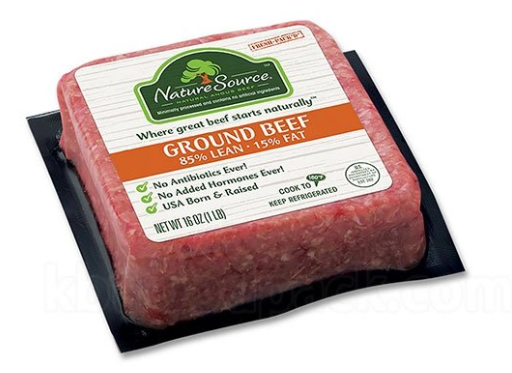 FRESH-PACK'D
NatureSource
NATURAL ANGUS BEEF
Minimally processed and contains no artificial ingredients
Where great beef starts naturally™
GROUND BEEF
85% LEAN · 15% FAT
No Antibiotics Ever!
No Added Hormones Ever!
USA Born & Raised
COOK TO 160°F
KEEP REFRIGERATED
NET WT 16 OZ (1 LB)